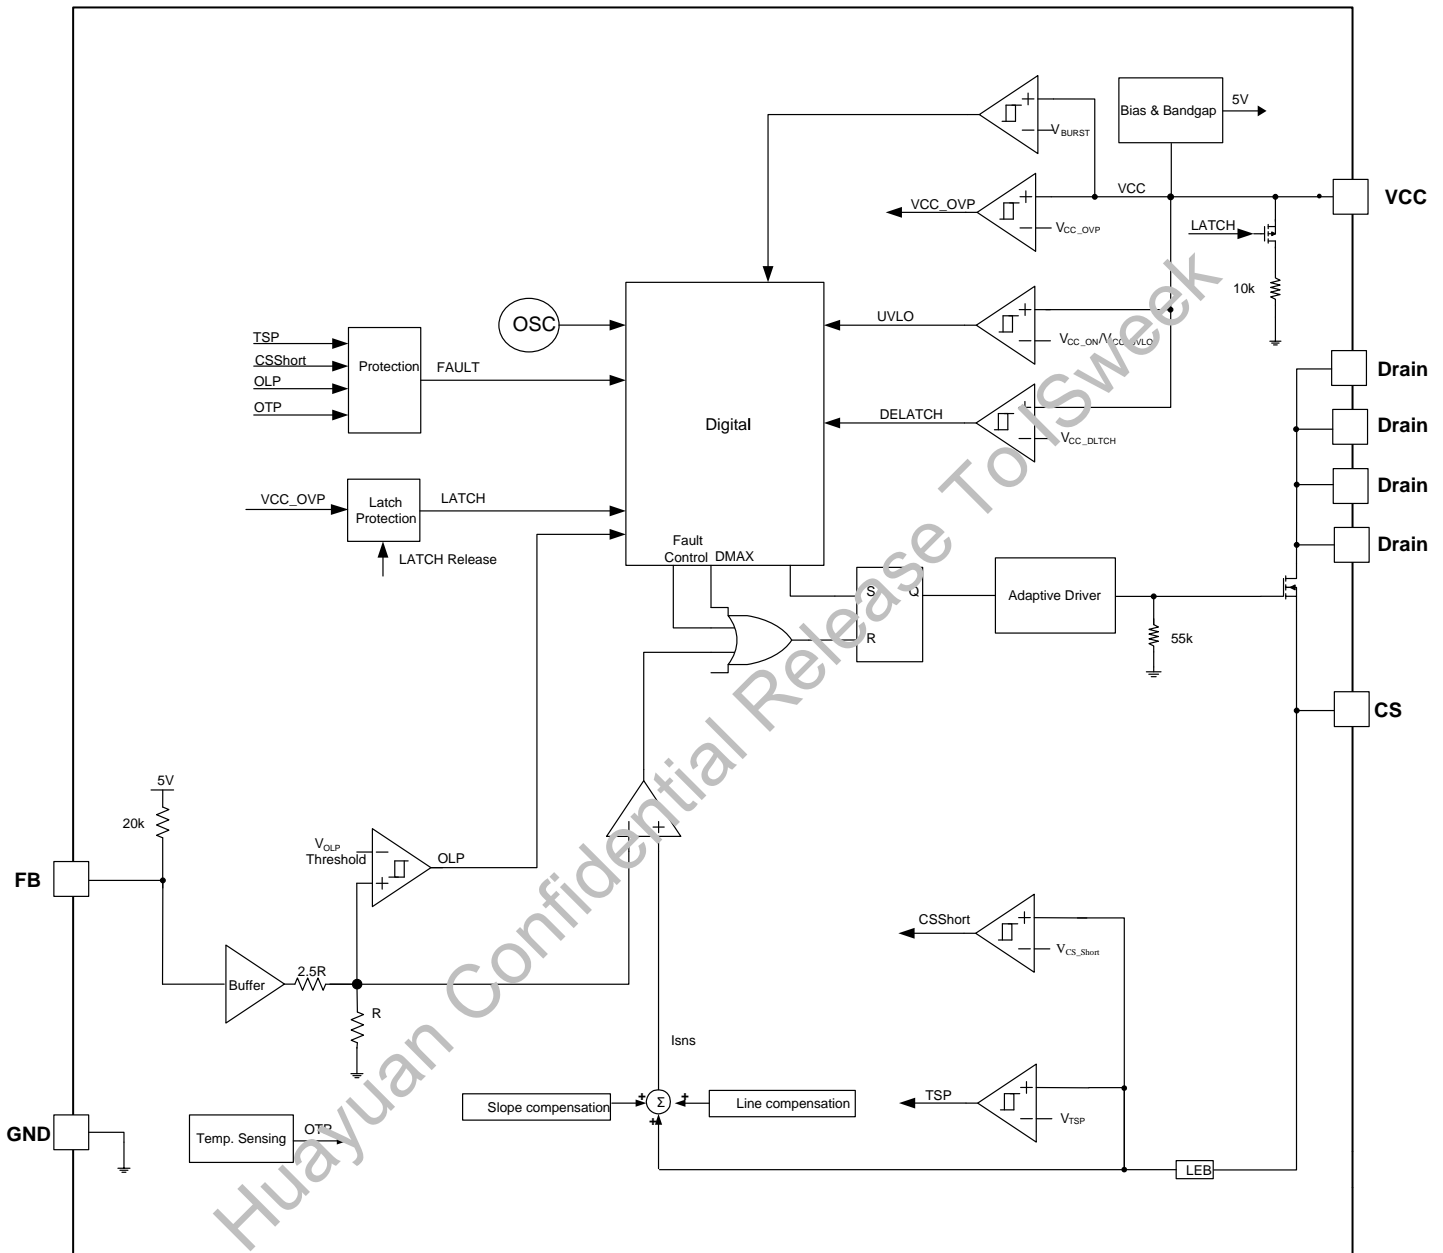 Bias & Bandgap
5V
V BURST
VCC
VCC
VCC_OVP
VCC_OVP
LATCH
10k
OSC
UVLO
VCC_ON/VCC_UVLO
Drain
TSP
CSShort
OLP
OTP
Protection
FAULT
Digital
DELATCH
VCC_DLTCH
Drain
Drain
VCC_OVP
Latch
Protection
LATCH
LATCH Release
Fault
Control DMAX
Drain
S Q
R
Adaptive Driver
55k
CS
5V
20k
VOLP
Threshold
OLP
FB
Buffer
2.5R
R
CSShort
VCS_Short
Isns
Slope compensation
Σ
Line compensation
TSP
VTSP
GND
Temp. Sensing
OTP
LEB
Huayuan Confidential Release To ISweek